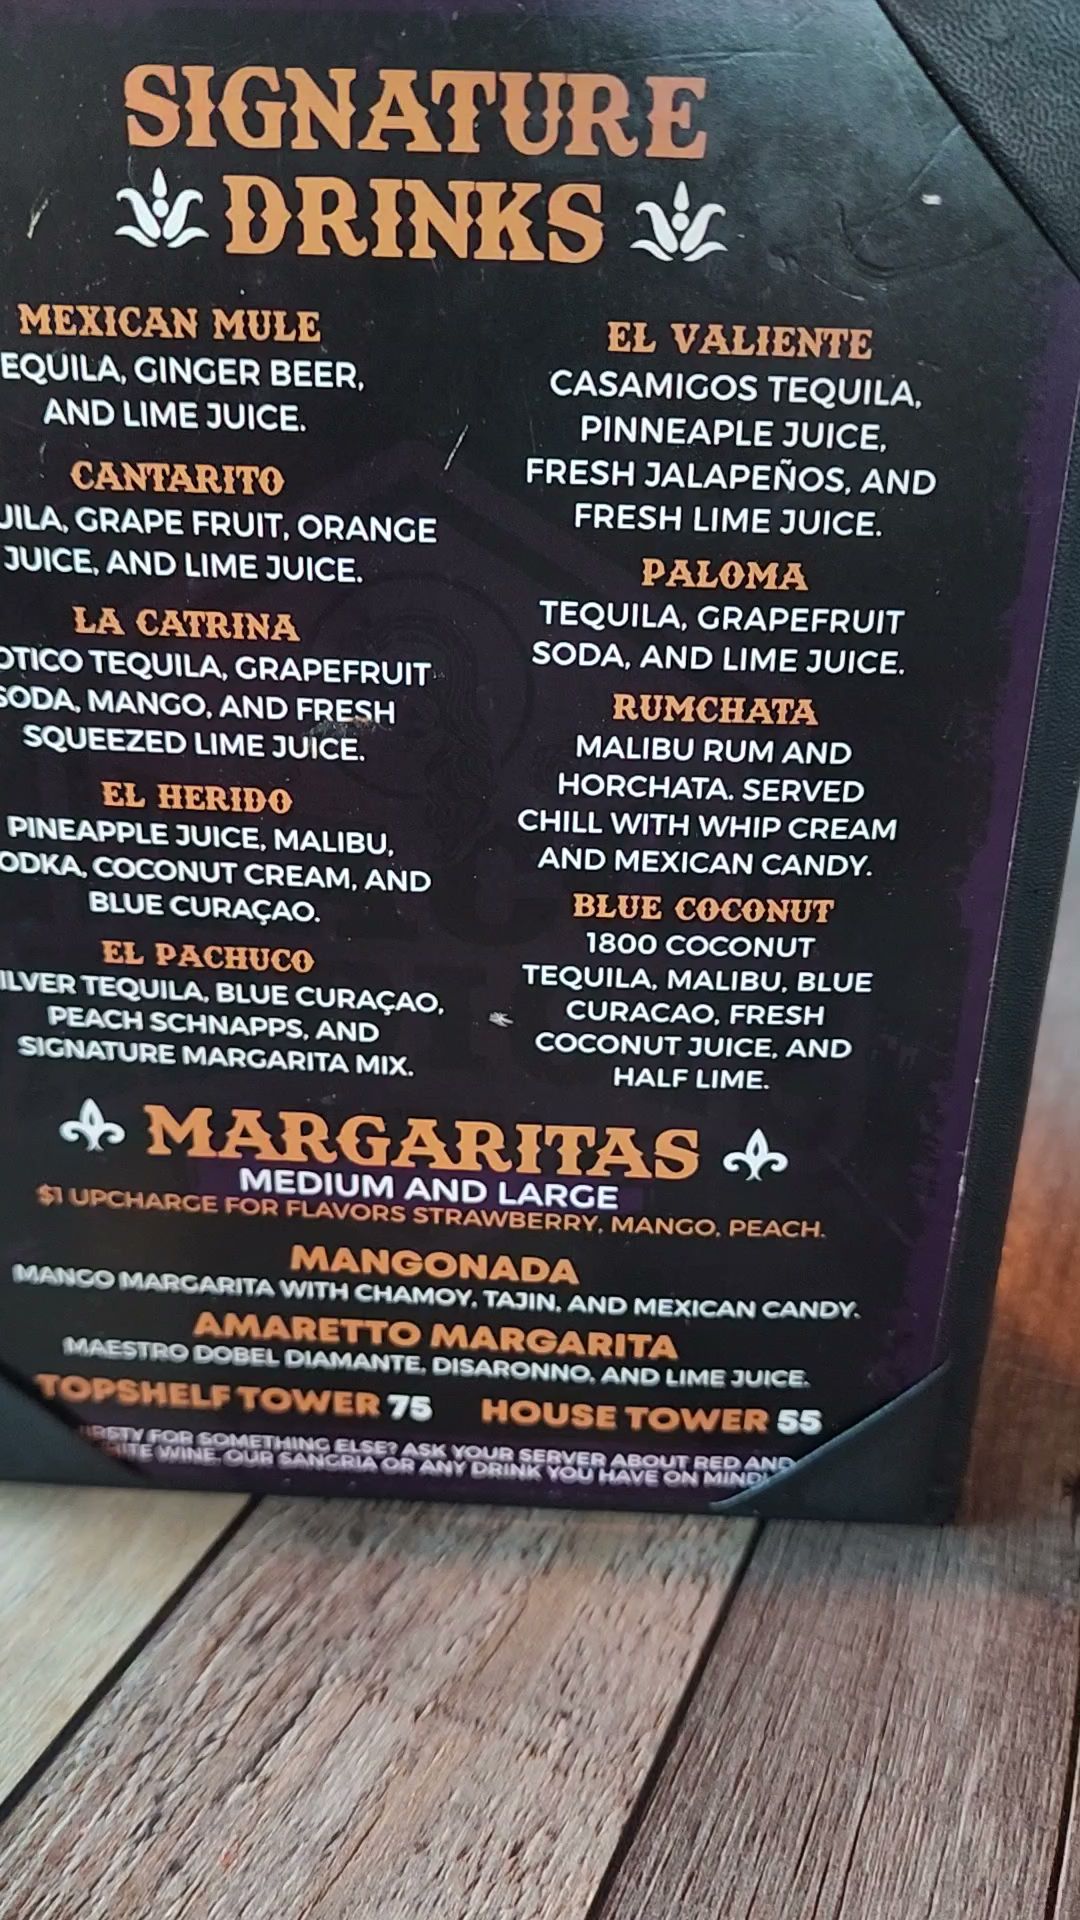 SIGNATURE
DRINKS
MEXICAN MULE
EQUILA, GINGER BEER,
AND LIME JUICE.
CANTARITO
UILA, GRAPE FRUIT, ORANGE
JUICE, AND LIME JUICE.
LA CATRINA
OTICO TEQUILA, GRAPEFRUIT
SODA, MANGO, AND FRESH
SQUEEZED LIME JUICE.
EL HERIDO
PINEAPPLE JUICE, MALIBU,
ODKA, COCONUT CREAM, AND
BLUE CURAÇAO.
EL PACHUCO
ILVER TEQUILA, BLUE CURAÇAO,
PEACH SCHNAPPS, AND
SIGNATURE MARGARITA MIX.
EL VALIENTE
CASAMIGOS TEQUILA,
PINNEAPLE JUICE,
FRESH JALAPEÑOS, AND
FRESH LIME JUICE.
PALOMA
TEQUILA, GRAPEFRUIT
SODA, AND LIME JUICE.
RUMCHATA
MALIBU RUM AND
HORCHATA. SERVED
CHILL WITH WHIP CREAM
AND MEXICAN CANDY.
BLUE COCONUT
1800 COCONUT
TEQUILA, MALIBU, BLUE
CURACAO, FRESH
COCONUT JUICE, AND
HALF LIME.
MARGARITAS
MEDIUM AND LARGE
$1 UPCHARGE FOR FLAVORS STRAWBERRY, MANGO, PEACH.
MANGONADA
MANGO MARGARITA WITH CHAMOY, TAJIN, AND MEXICAN CANDY.
AMARETTO MARGARITA
MAESTRO DOBEL DIAMANTE, DISARONNO, AND LIME JUICE.
TOPSHELF TOWER 75 HOUSE TOWER 55
RSTY FOR SOMETHING ELSE? ASK YOUR SERVER ABOUT RED AND
ITE WINE, OUR SANGRIA OR ANY DRINK YOU HAVE ON MIND!